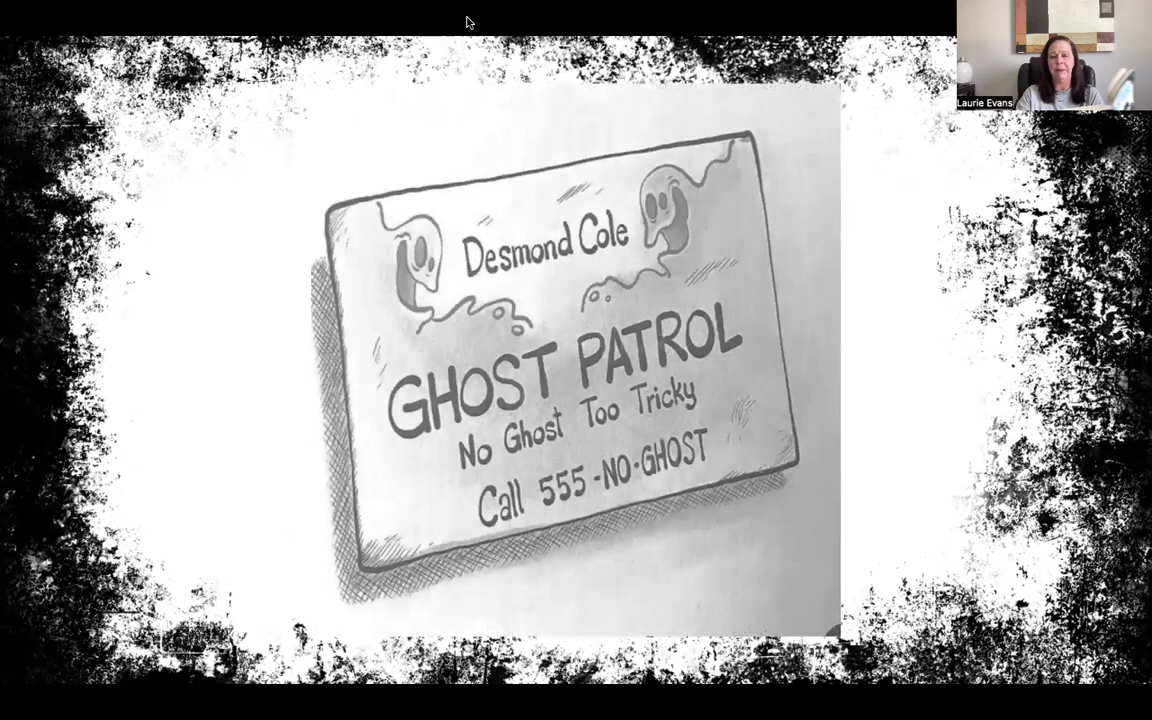 Laurie Evans
Desmond Cole
GHOST PATROL
No Ghost Too Tricky
Call 555-NO-GHOST